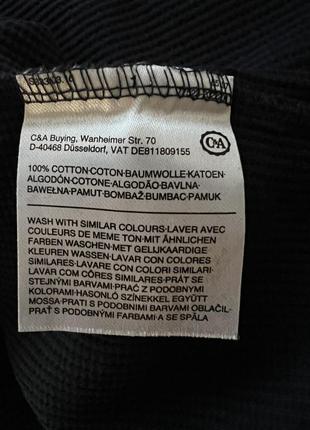 C&A Buying, Wanheimer Str. 70
D-40468 Düsseldorf, VAT DE811809155
C&A
100% COTTON·COTON·BAUMWOLLE·KATOEN·
ALGODÓN·COTONE·ALGODÃO·BAVLNA·
BAWEŁNA·PAMUT·BOMBAŽ·BUMBAC·PAMUK
WASH WITH SIMILAR COLOURS·LAVER AVEC
COULEURS DE MEME TON·MIT ÄHNLICHEN
FARBEN WASCHEN·MET GELIJKAARDIGE
KLEUREN WASSEN·LAVAR CON COLORES
SIMILARES·LAVARE CON COLORI SIMILARI·
LAVAR COM CÔRES SIMILARES·PRÁT SE
STEJNÝMI BARVAMI·PRAĆ Z PODOBNYMI
KOLORAMI·HASONLÓ SZÍNEKKEL EGYÜTT
MOSSA·PRATI S PODOBNIMI BARVAMI OBLAČIL·
PRAŤ S PODOBNÝMI FARBAMI·A SE SPĂLA